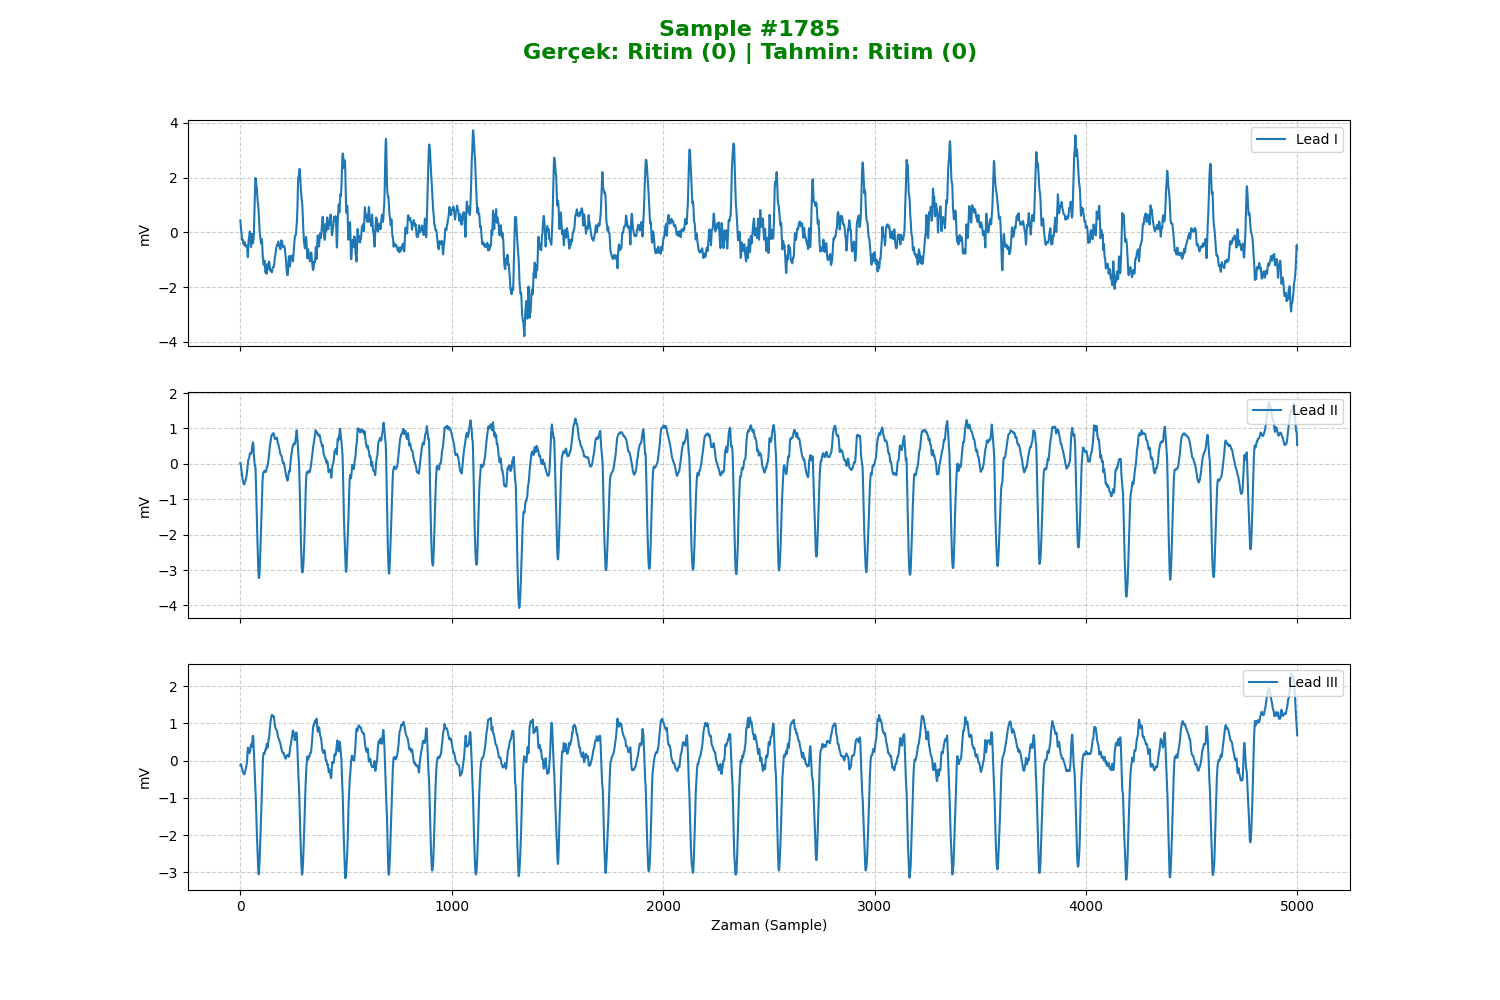 Sample #1785
Gerçek: Ritim (0) | Tahmin: Ritim (0)
4
2
0
−2
−4
mV
Lead I
2
1
0
−1
−2
−3
−4
mV
Lead II
2
1
0
−1
−2
−3
mV
Lead III
0
1000
2000
3000
4000
5000
Zaman (Sample)